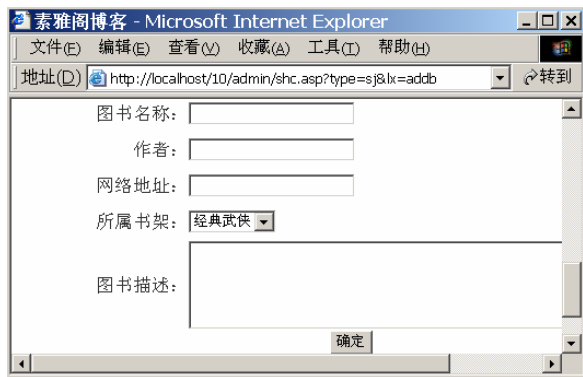 素雅阁博客 - Microsoft Internet Explorer
文件(F) 编辑(E) 查看(V) 收藏(A) 工具(T) 帮助(H)
地址(D) http://localhost/10/admin/shc.asp?type=sj&lx=addb 转到
图书名称：
作者：
网络地址：
所属书架： 经典武侠
图书描述：
确定